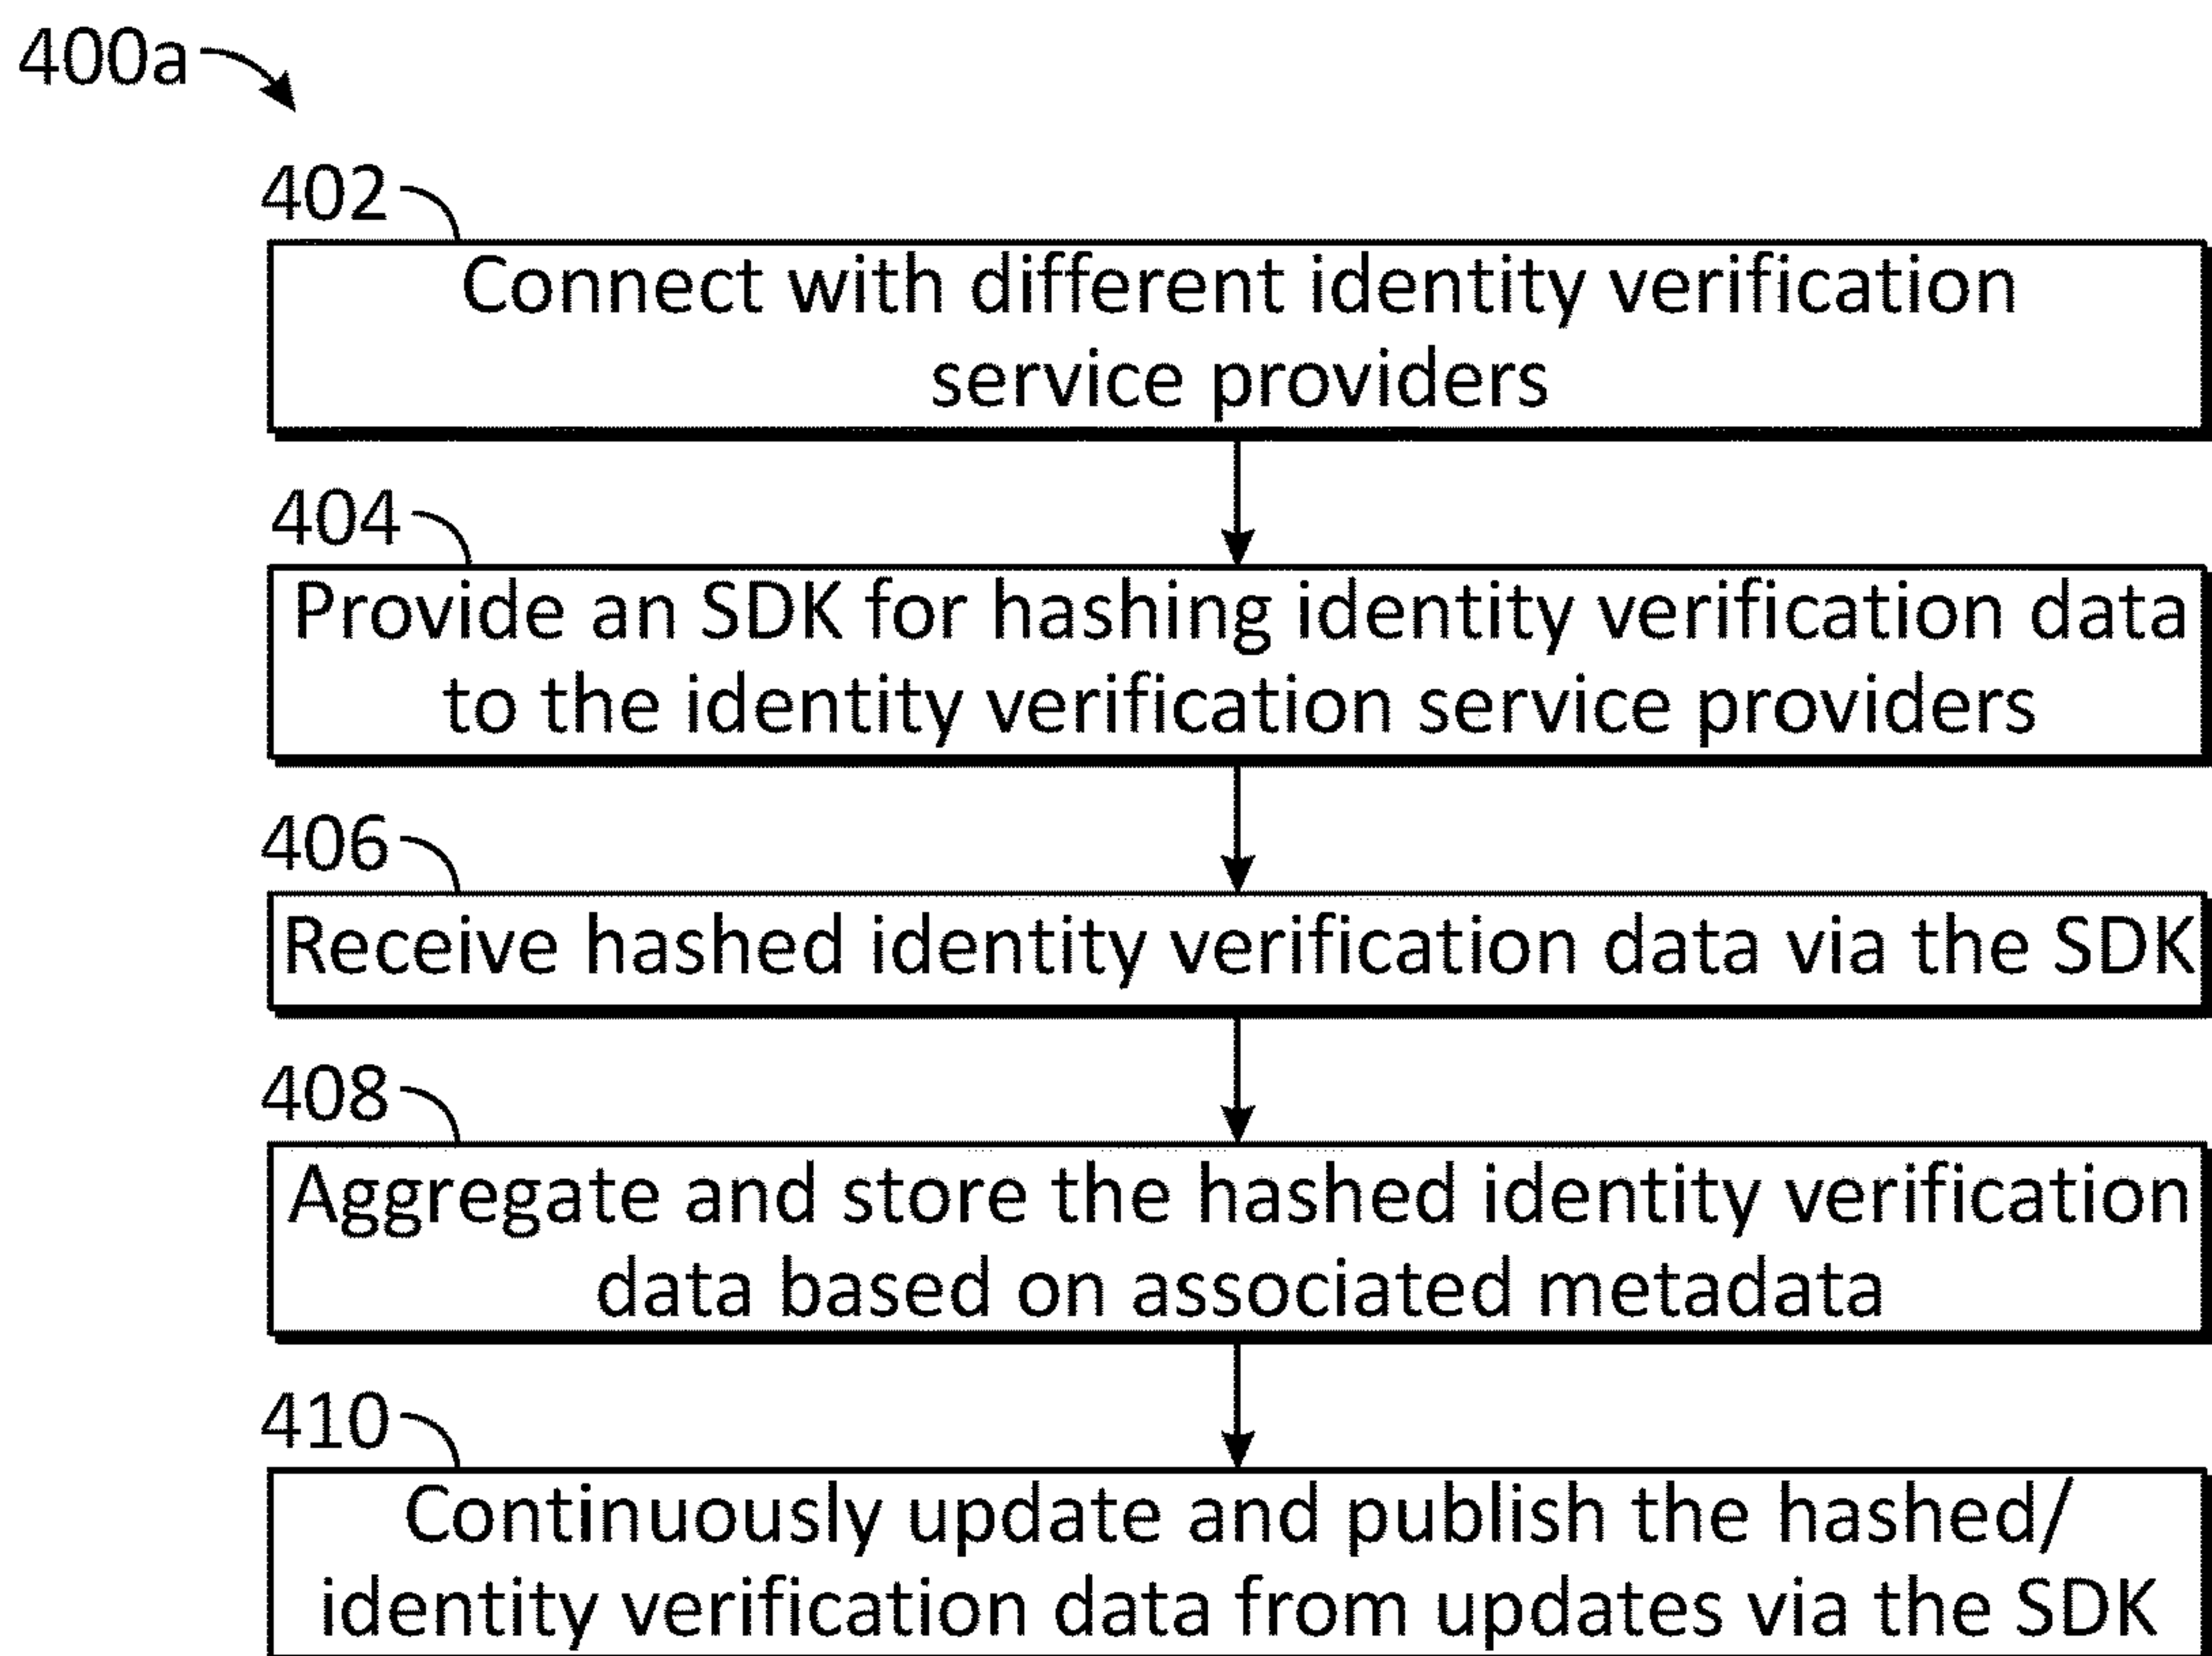 400a
402
Connect with different identity verification
service providers
404
Provide an SDK for hashing identity verification data
to the identity verification service providers
406
Receive hashed identity verification data via the SDK
408
Aggregate and store the hashed identity verification
data based on associated metadata
410
Continuously update and publish the hashed/
identity verification data from updates via the SDK